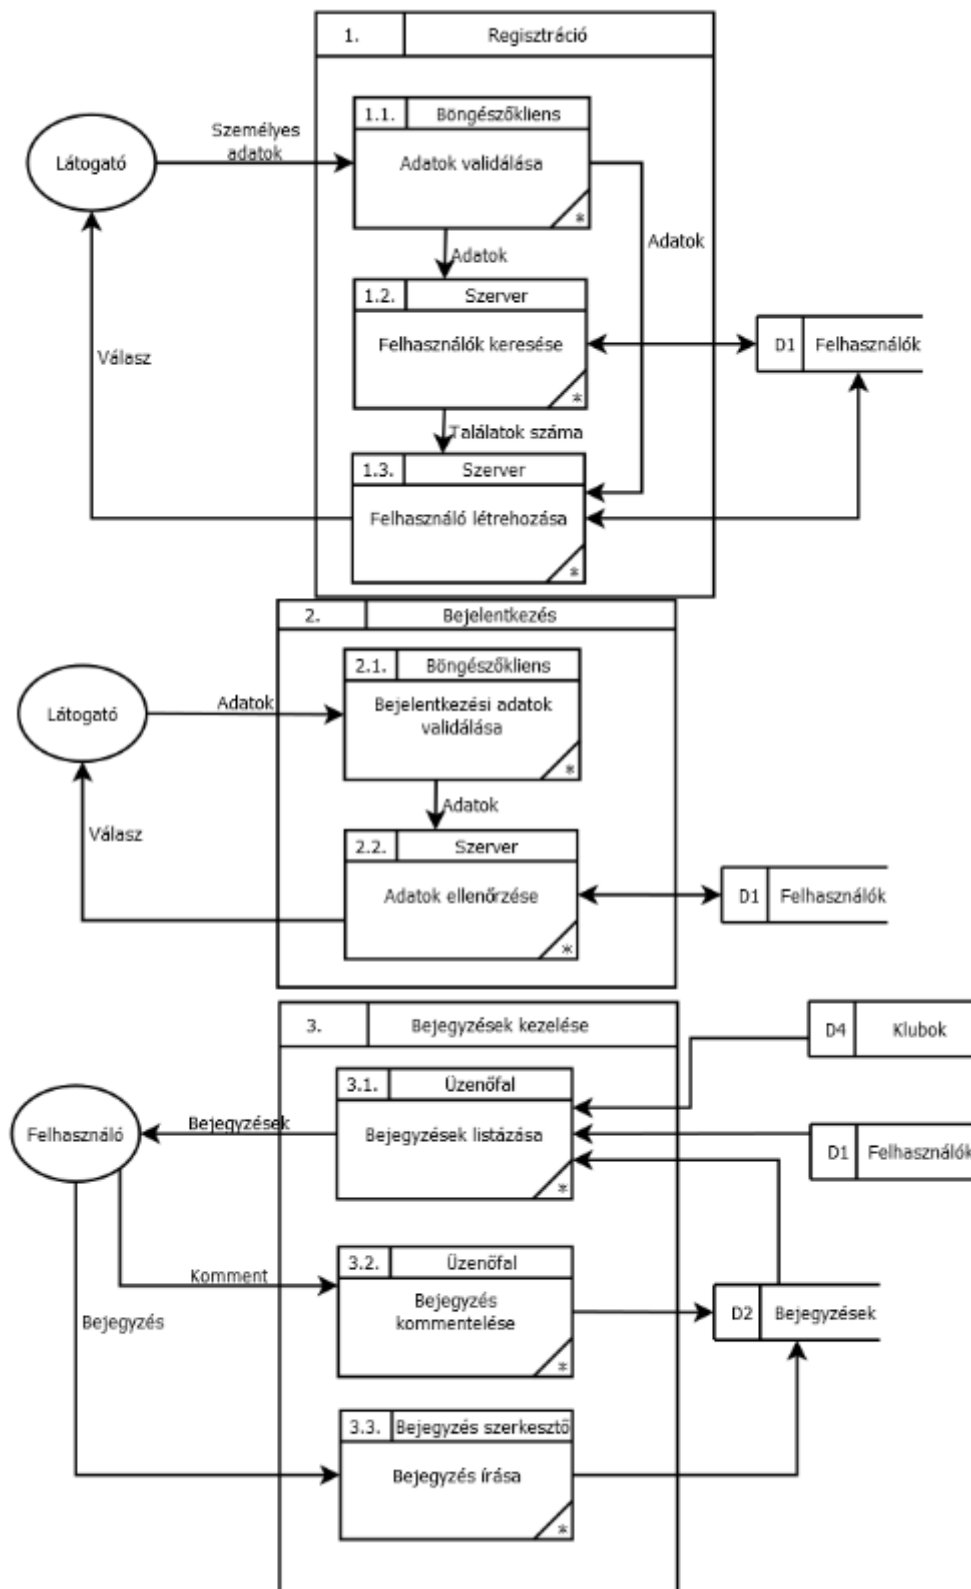 1. Regisztráció
1.1. Böngészőkliens
Személyes
adatok
Látogató
Adatok validálása
*
Adatok
Adatok
1.2. Szerver
Felhasználók keresése
D1 Felhasználók
Válasz
*
Találatok száma
1.3. Szerver
Felhasználó létrehozása
*
2. Bejelentkezés
2.1. Böngészőkliens
Látogató
Adatok
Bejelentkezési adatok
validálása
*
Adatok
Válasz
2.2. Szerver
Adatok ellenőrzése
D1 Felhasználók
*
3. Bejegyzések kezelése
D4 Klubok
3.1. Üzenőfal
Felhasználó
Bejegyzések
Bejegyzések listázása
D1 Felhasználók
*
3.2. Üzenőfal
Komment
Bejegyzés
kommentelése
D2 Bejegyzések
Bejegyzés
*
3.3. Bejegyzés szerkesztő
Bejegyzés írása
*